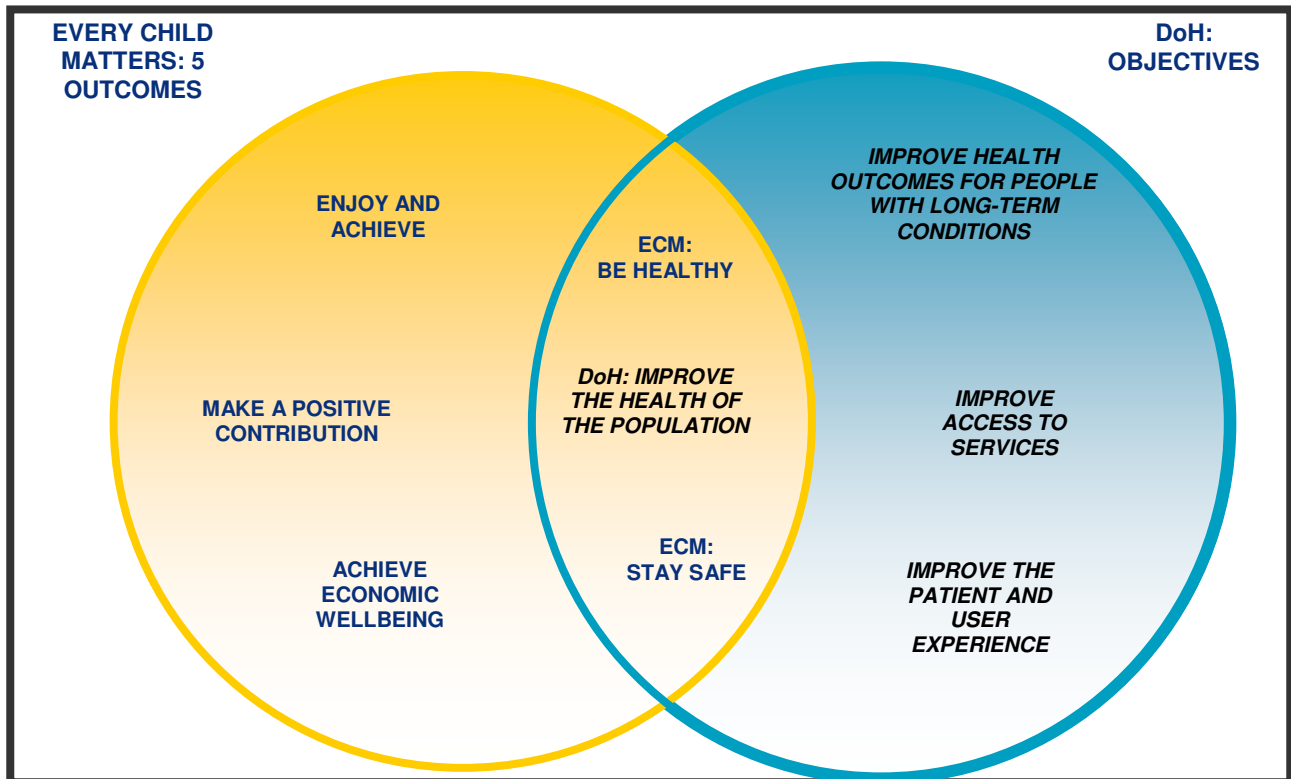 EVERY CHILD
MATTERS: 5
OUTCOMES
DoH:
OBJECTIVES
ENJOY AND
ACHIEVE
MAKE A POSITIVE
CONTRIBUTION
ACHIEVE
ECONOMIC
WELLBEING
ECM:
BE HEALTHY
DoH: IMPROVE
THE HEALTH OF
THE POPULATION
ECM:
STAY SAFE
IMPROVE HEALTH
OUTCOMES FOR PEOPLE
WITH LONG-TERM
CONDITIONS
IMPROVE
ACCESS TO
SERVICES
IMPROVE THE
PATIENT AND
USER
EXPERIENCE